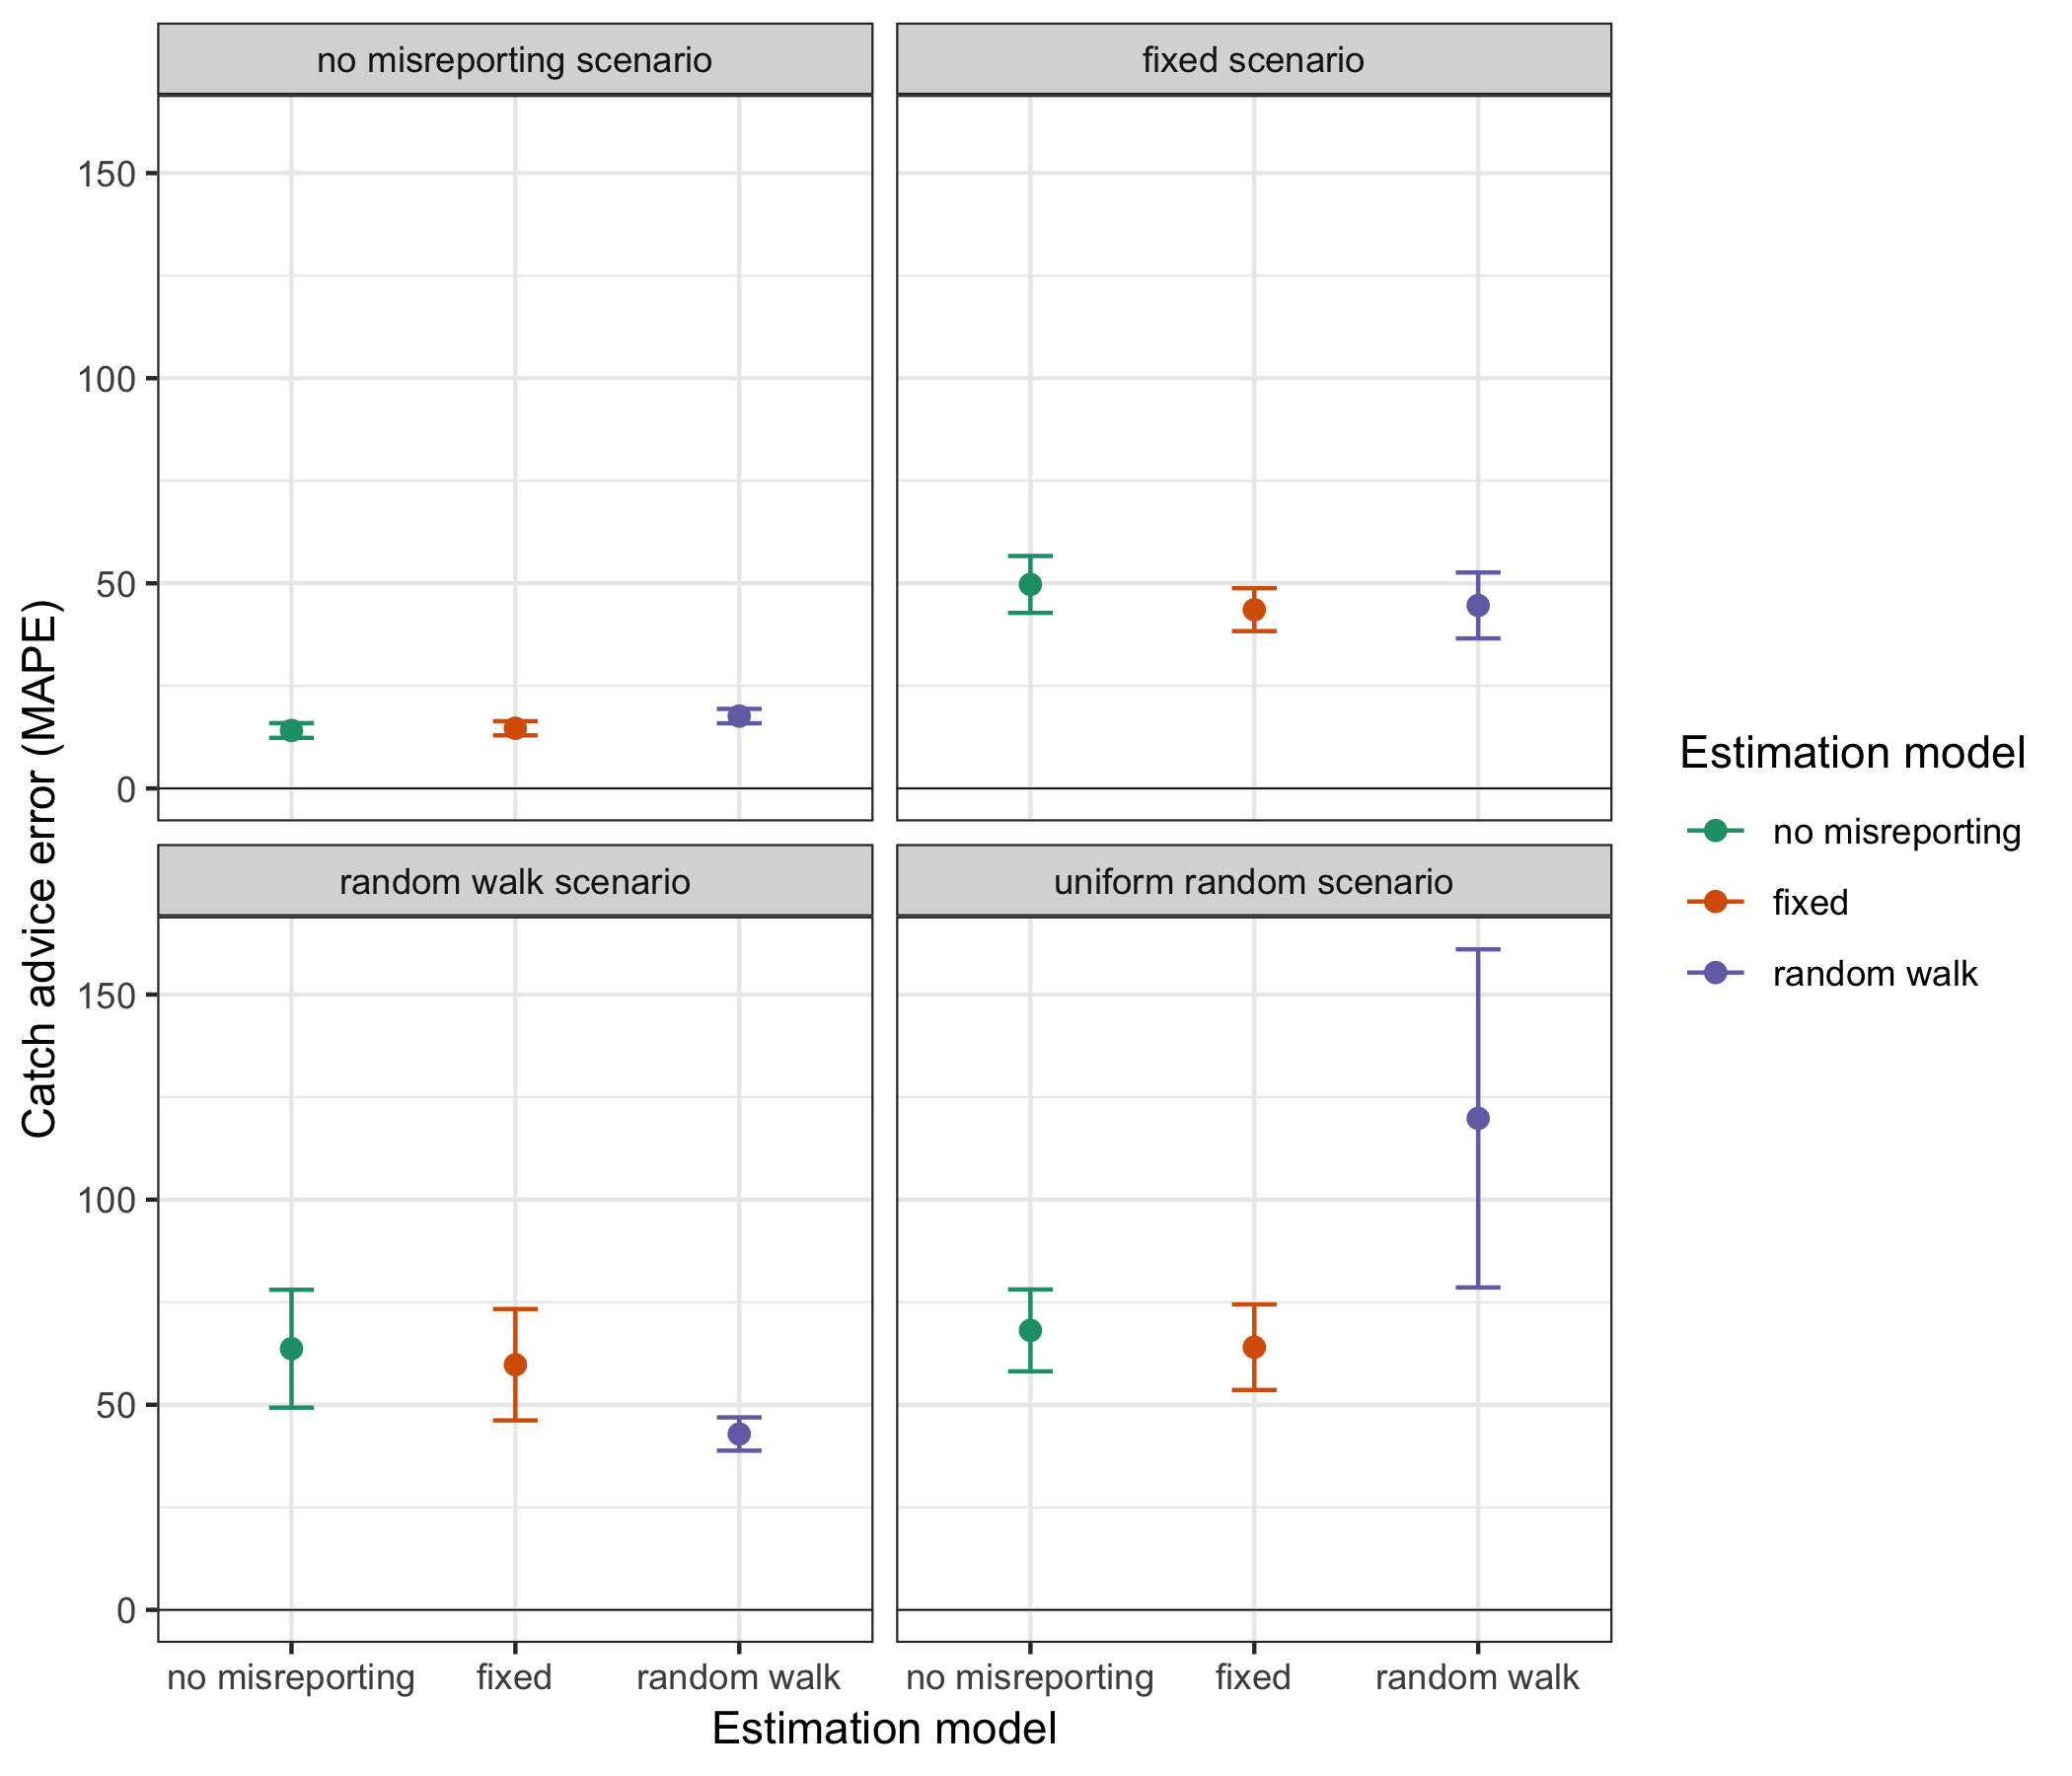 no misreporting scenario
fixed scenario
150
100
50
0
random walk scenario
uniform random scenario
150
100
50
0
no misreporting
fixed
random walk
no misreporting
fixed
random walk
Estimation model
Catch advice error (MAPE)
Estimation model
no misreporting
fixed
random walk